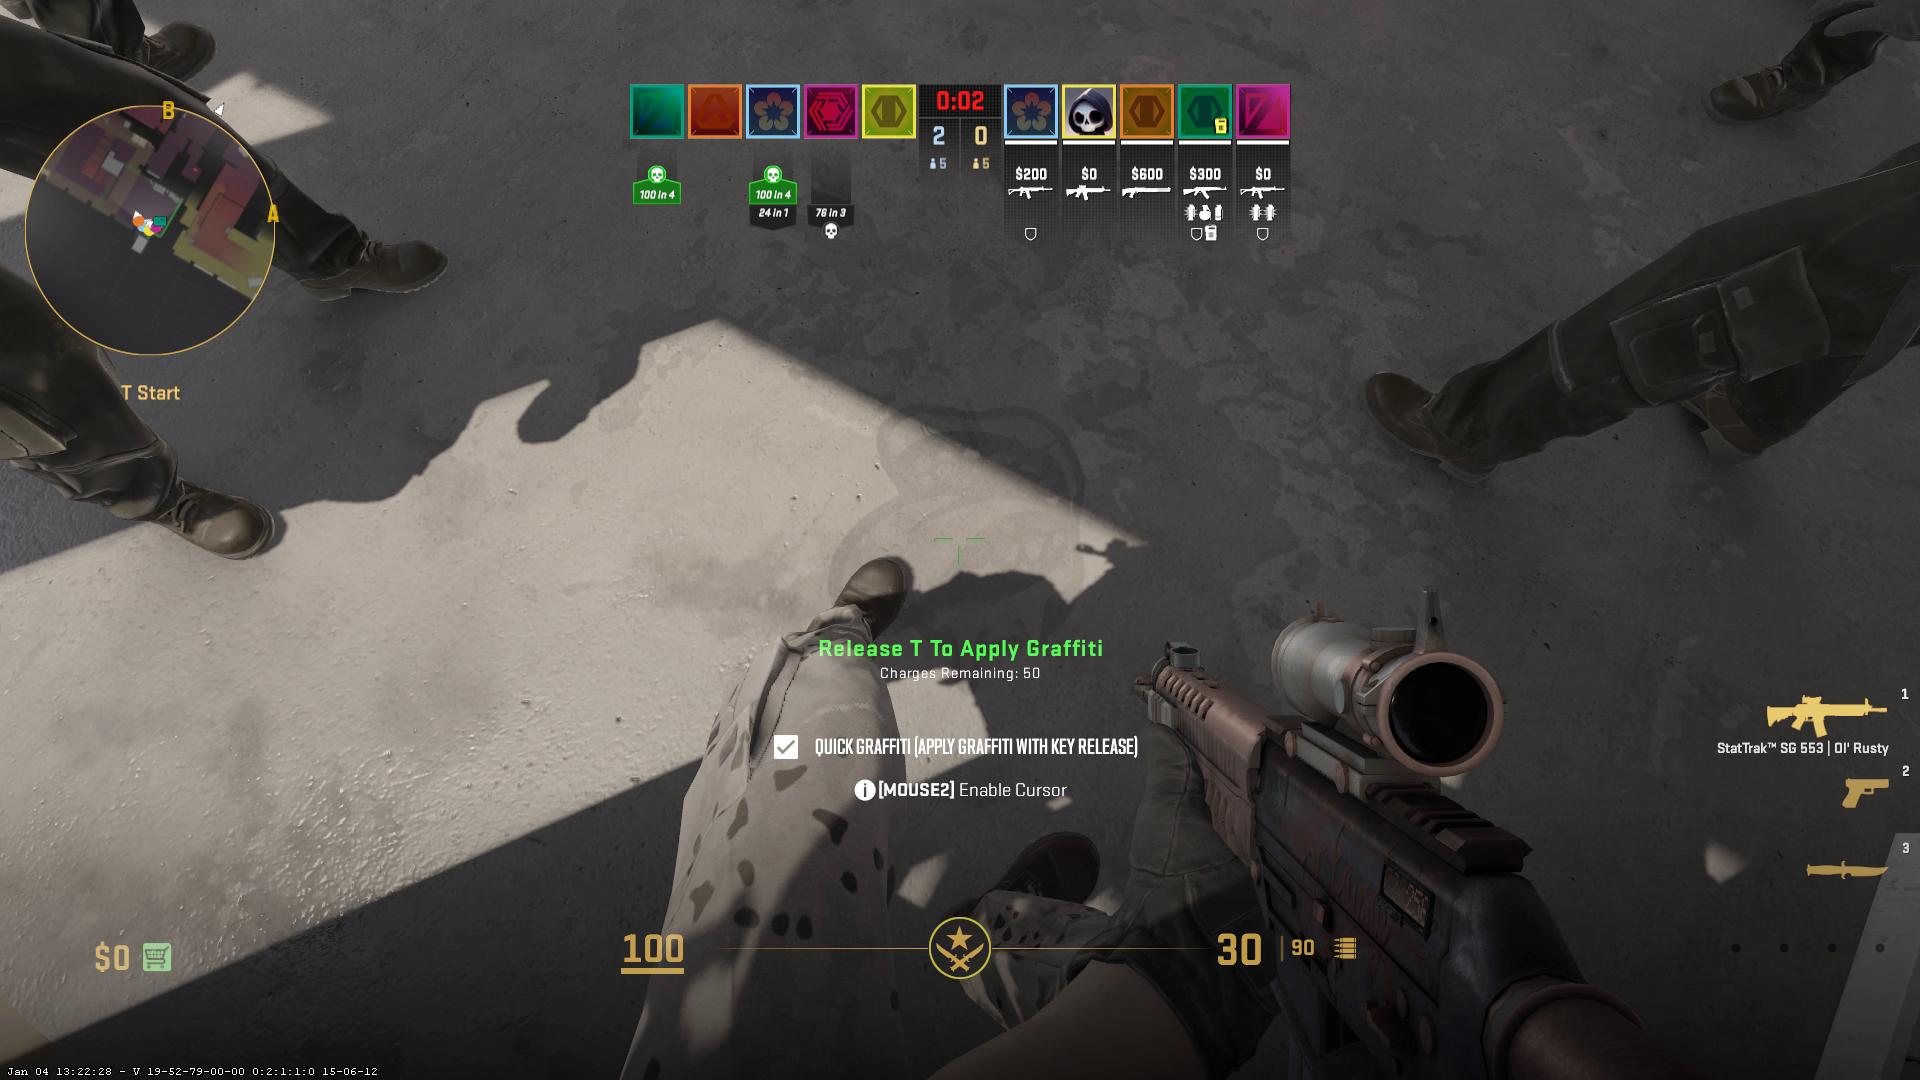 B
A
T Start
0:02
2
0
5
5
100 in 4
100 in 4
24 in 1
76 in 3
$200
$0
$600
$300
$0
Release T To Apply Graffiti
Charges Remaining: 50
QUICK GRAFFITI (APPLY GRAFFITI WITH KEY RELEASE)
[MOUSE2] Enable Cursor
1
StatTrak™ SG 553 | Ol' Rusty
2
3
$0
100
30
90
Jan 04 13:22:28 - V 19-52-79-00-00 0:2:1:1:0 15-06-12